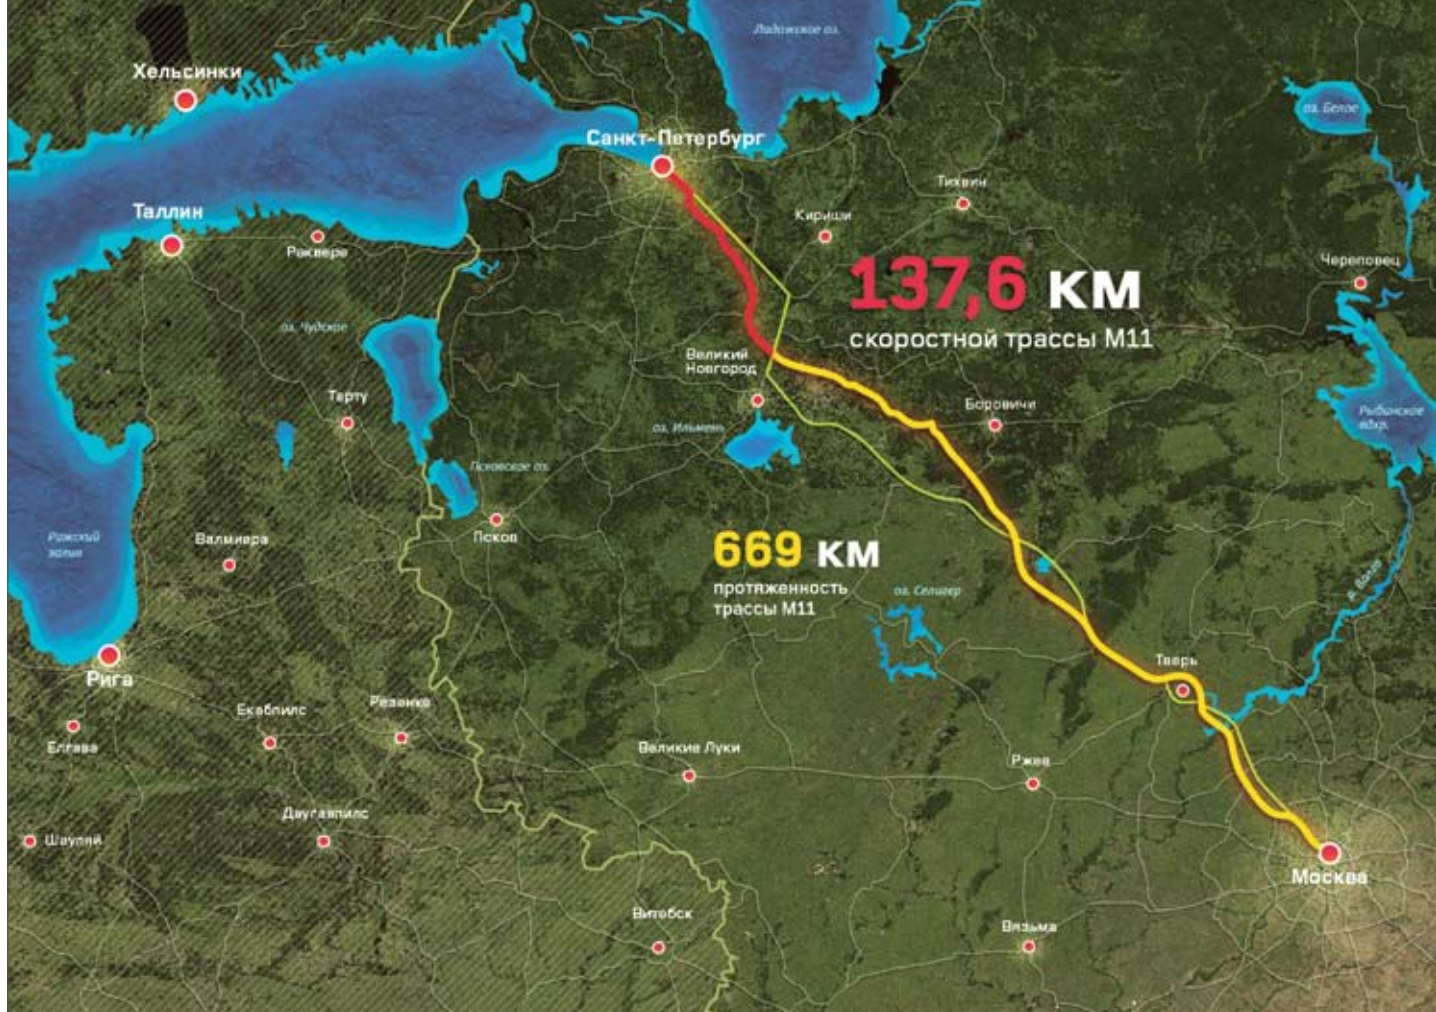 Ладожское оз.
Хельсинки
оз. Белое
Санкт-Петербург
Тихвин
Таллин
Кириши
Раквере
Череповец
137,6 км
скоростной трассы М11
оз. Чудское
Великий
Новгород
Тарту
Боровичи
Рыбинское
вдхр.
оз. Ильмень
Псковское оз.
Псков
Рижский
залив
Валмиера
669 км
протяженность
трассы М11
оз. Селигер
р. Волга
Тверь
Рига
Екабпилс
Резекне
Елгава
Великие Луки
Ржев
Даугавпилс
Шауляй
Москва
Витебск
Вязьма